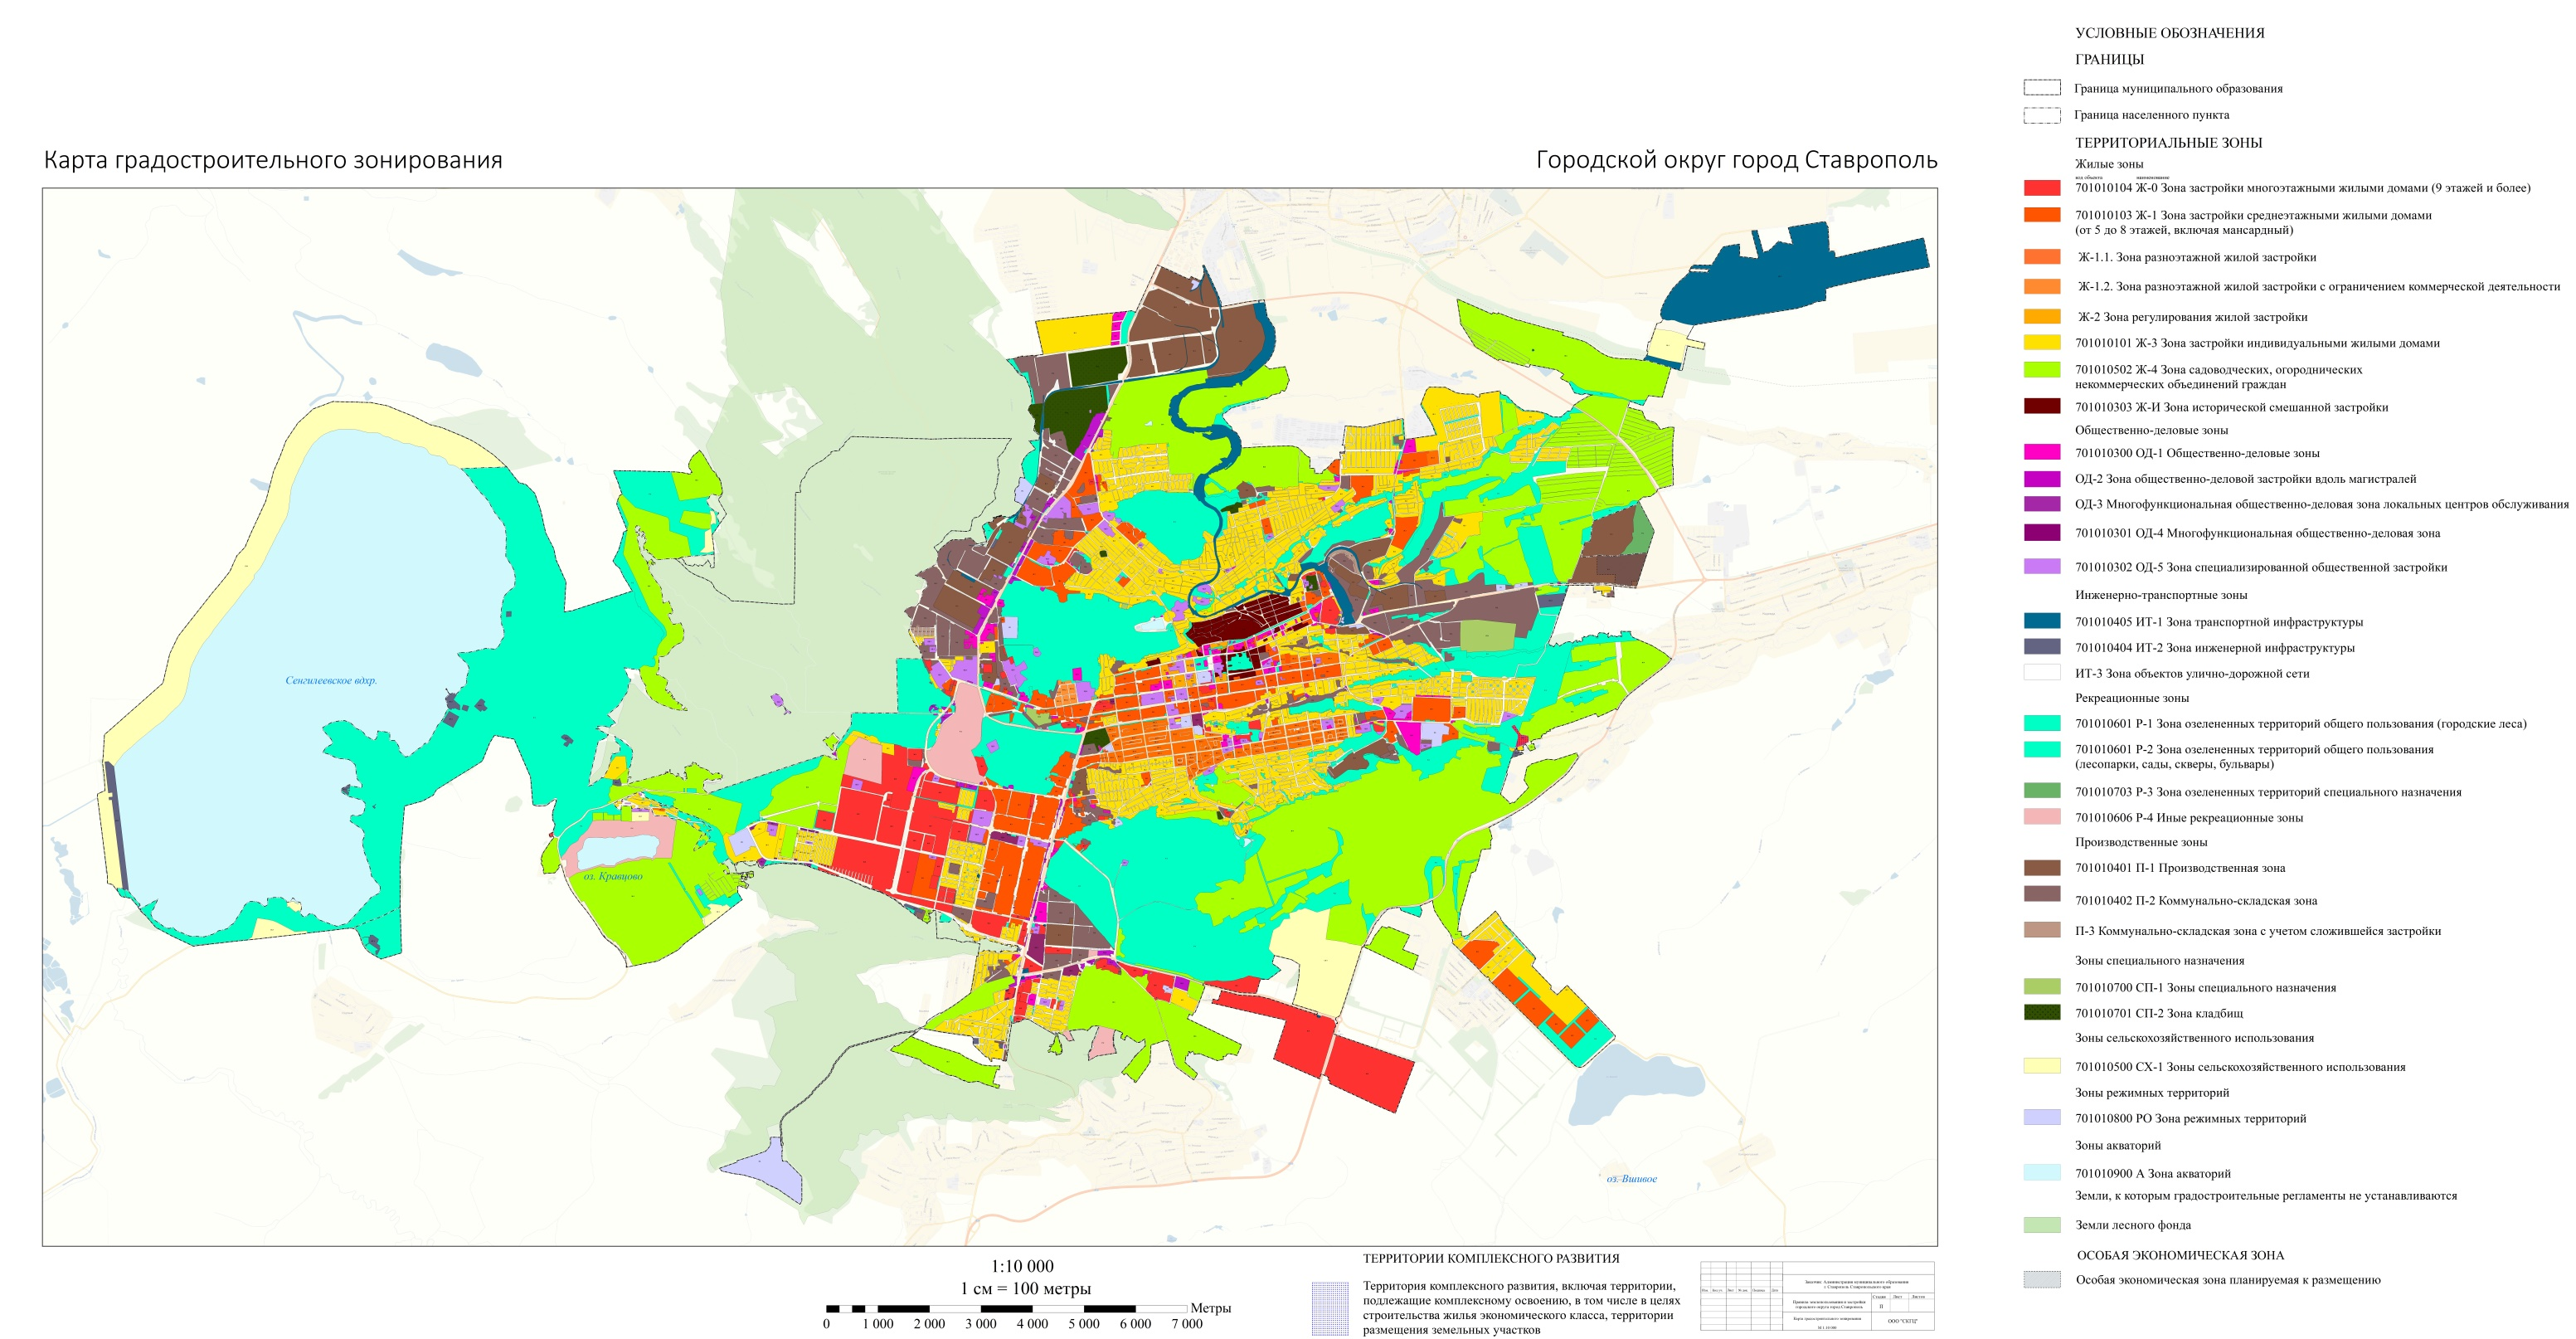 Карта градостроительного зонирования
Городской округ город Ставрополь
Сенгилеевское вдхр.
оз. Кравцово
оз. Вшивое
1:10 000
1 см = 100 метры
Метры
0 1 000 2 000 3 000 4 000 5 000 6 000 7 000
ТЕРРИТОРИИ КОМПЛЕКСНОГО РАЗВИТИЯ
Территория комплексного развития, включая территории,
подлежащие комплексному освоению, в том числе в целях
строительства жилья экономического класса, территории
размещения земельных участков
ООО "СКГЦ"
УСЛОВНЫЕ ОБОЗНАЧЕНИЯ
ГРАНИЦЫ
Граница муниципального образования
Граница населенного пункта
ТЕРРИТОРИАЛЬНЫЕ ЗОНЫ
Жилые зоны
код объекта наименование
701010104 Ж-0 Зона застройки многоэтажными жилыми домами (9 этажей и более)
701010103 Ж-1 Зона застройки среднеэтажными жилыми домами
(от 5 до 8 этажей, включая мансардный)
Ж-1.1. Зона разноэтажной жилой застройки
Ж-1.2. Зона разноэтажной жилой застройки с ограничением коммерческой деятельности
Ж-2 Зона регулирования жилой застройки
701010101 Ж-3 Зона застройки индивидуальными жилыми домами
701010502 Ж-4 Зона садоводческих, огороднических
некоммерческих объединений граждан
701010303 Ж-И Зона исторической смешанной застройки
Общественно-деловые зоны
701010300 ОД-1 Общественно-деловые зоны
ОД-2 Зона общественно-деловой застройки вдоль магистралей
ОД-3 Многофункциональная общественно-деловая зона локальных центров обслуживания
701010301 ОД-4 Многофункциональная общественно-деловая зона
701010302 ОД-5 Зона специализированной общественной застройки
Инженерно-транспортные зоны
701010405 ИТ-1 Зона транспортной инфраструктуры
701010404 ИТ-2 Зона инженерной инфраструктуры
ИТ-3 Зона объектов улично-дорожной сети
Рекреационные зоны
701010601 Р-1 Зона озелененных территорий общего пользования (городские леса)
701010601 Р-2 Зона озелененных территорий общего пользования
(лесопарки, сады, скверы, бульвары)
701010703 Р-3 Зона озелененных территорий специального назначения
701010606 Р-4 Иные рекреационные зоны
Производственные зоны
701010401 П-1 Производственная зона
701010402 П-2 Коммунально-складская зона
П-3 Коммунально-складская зона с учетом сложившейся застройки
Зоны специального назначения
701010700 СП-1 Зоны специального назначения
701010701 СП-2 Зона кладбищ
Зоны сельскохозяйственного использования
701010500 СХ-1 Зоны сельскохозяйственного использования
Зоны режимных территорий
701010800 РО Зона режимных территорий
Зоны акваторий
701010900 А Зона акваторий
Земли, к которым градостроительные регламенты не устанавливаются
Земли лесного фонда
ОСОБАЯ ЭКОНОМИЧЕСКАЯ ЗОНА
Особая экономическая зона планируемая к размещению